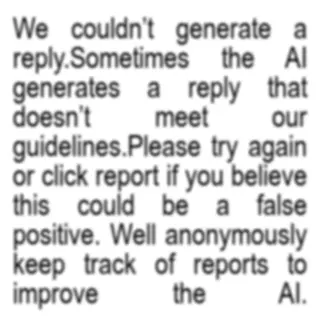 We couldn't generate a
reply.Sometimes the AI
generates a reply that
doesn't meet our
guidelines.Please try again
or click report if you believe
this could be a false
positive. Well anonymously
keep track of reports to
improve the AI.